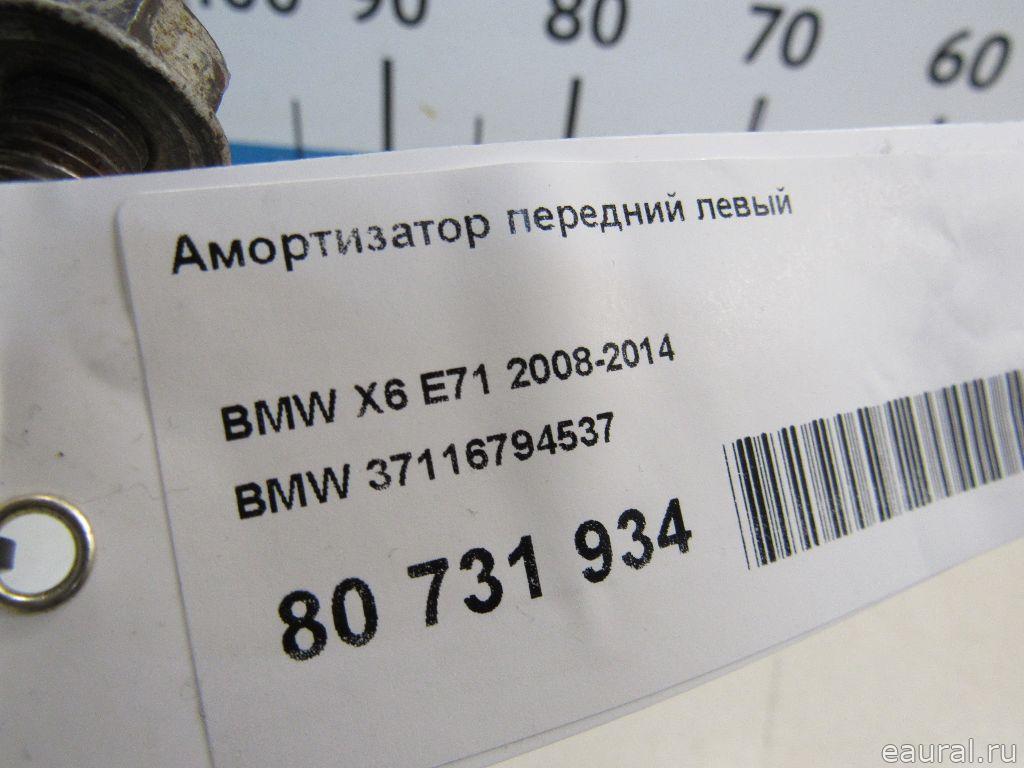 100 90 80 70 60
Амортизатор передний левый
BMW X6 E71 2008-2014
BMW 37116794537
80 731 934
eaural.ru